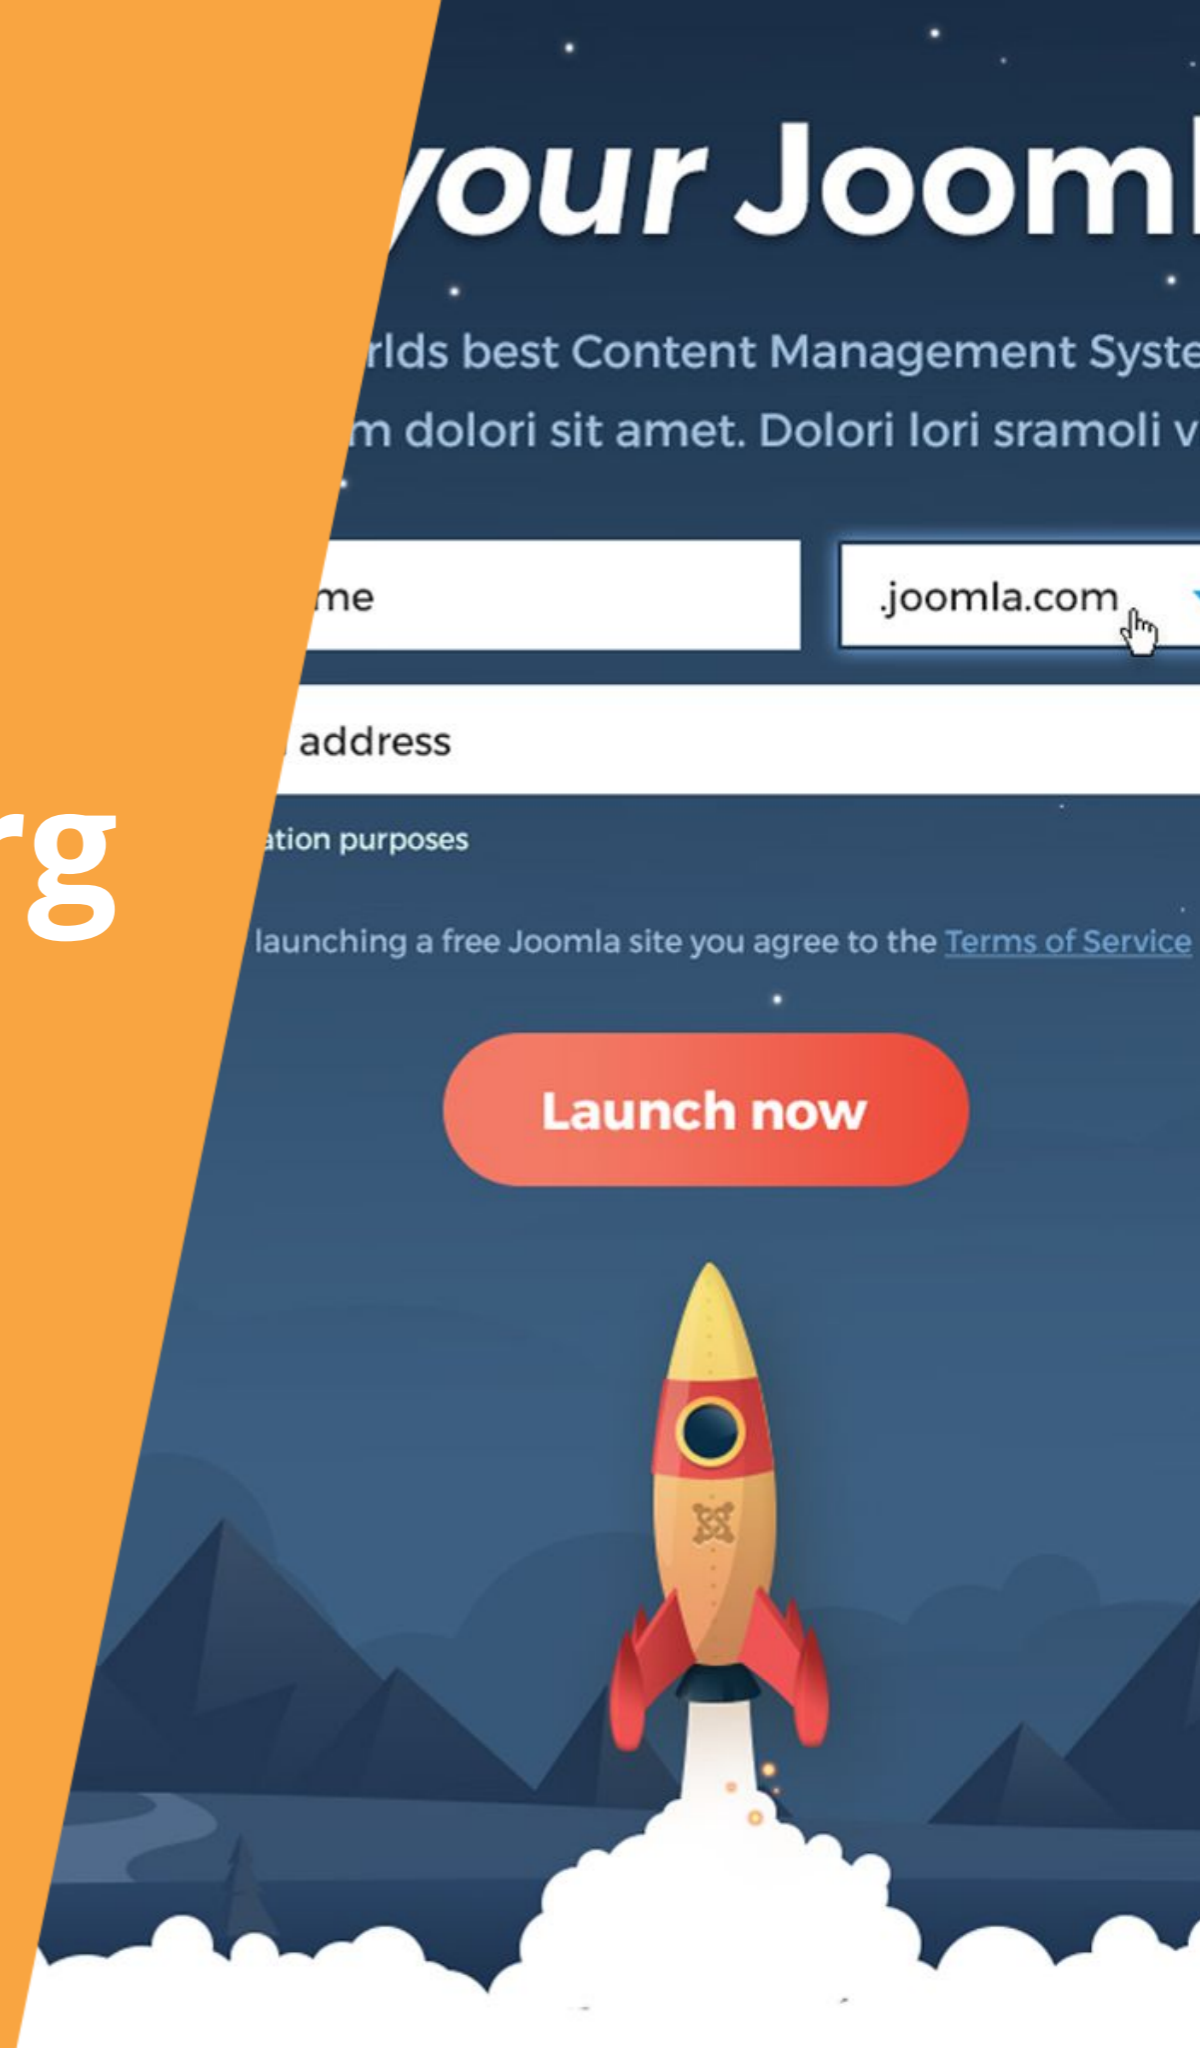 your Jooml
rlds best Content Management Syste
m dolori sit amet. Dolori lori sramoli v
me
.joomla.com
address
rg
ation purposes
launching a free Joomla site you agree to the Terms of Service
Launch now